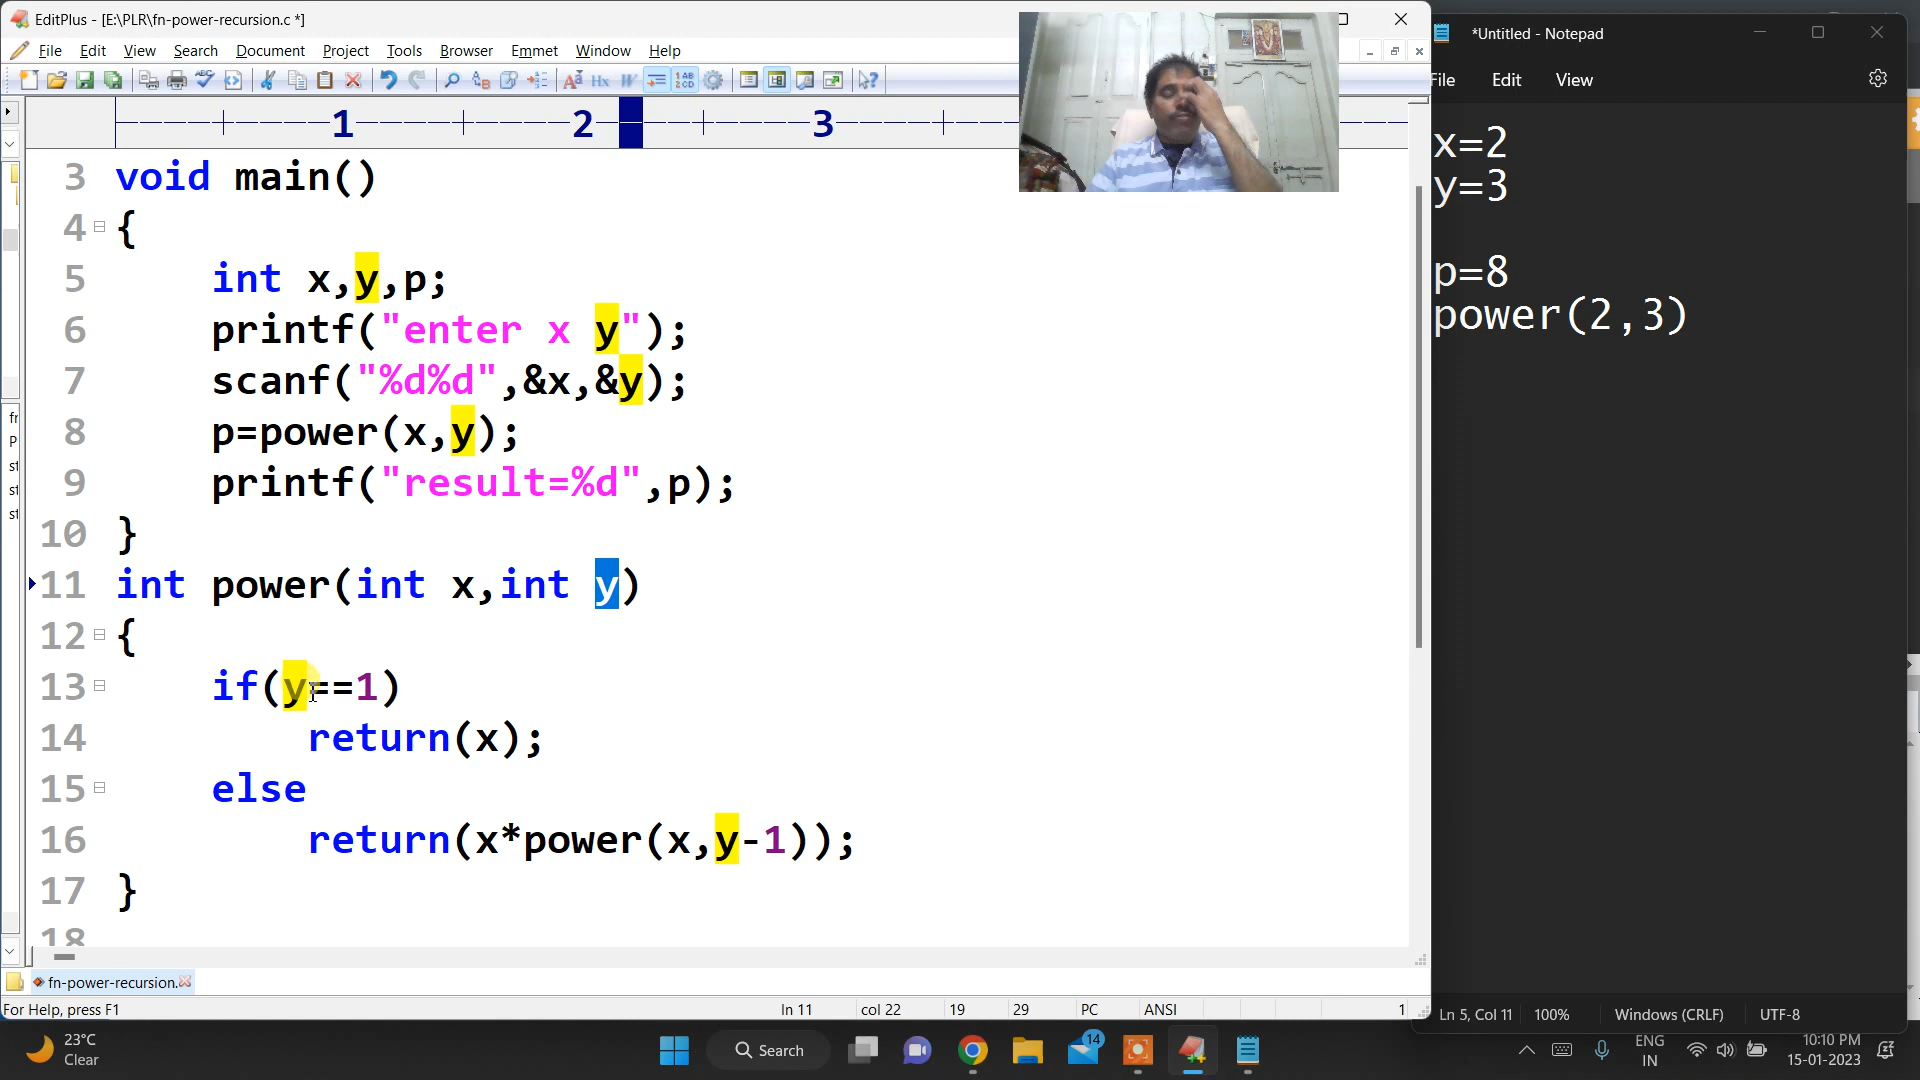 EditPlus - [E:\PLR\fn-power-recursion.c *]
File Edit View Search Document Project Tools Browser Emmet Window Help
1 2 3
3 void main()
4 {
5 int x,y,p;
6 printf("enter x y");
7 scanf("%d%d",&x,&y);
8 p=power(x,y);
9 printf("result=%d",p);
10 }
11 int power(int x,int y)
12 {
13 if(y==1)
14 return(x);
15 else
16 return(x*power(x,y-1));
17 }
18
fn-power-recursion.
For Help, press F1
ln 11 col 22 19 29 PC ANSI 1
*Untitled - Notepad
File Edit View
x=2
y=3
p=8
power(2,3)
Ln 5, Col 11 100% Windows (CRLF) UTF-8
23°C
Clear
Search
14
ENG
IN
10:10 PM
15-01-2023